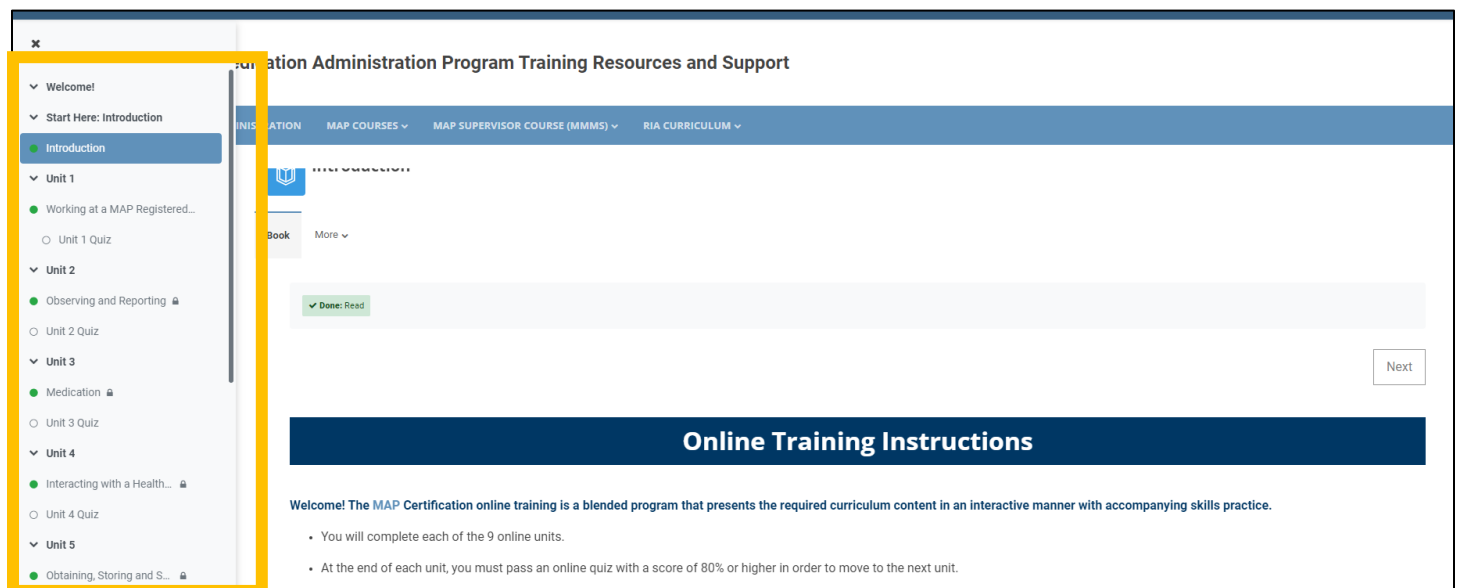 edication Administration Program Training Resources and Support
Welcome!
Start Here: Introduction
Introduction
Unit 1
Working at a MAP Registered...
Unit 1 Quiz
Unit 2
Observing and Reporting
Unit 2 Quiz
Unit 3
Medication
Unit 3 Quiz
Unit 4
Interacting with a Health...
Unit 4 Quiz
Unit 5
Obtaining, Storing and S...
MAP COURSES
MAP SUPERVISOR COURSE (MMMS)
RIA CURRICULUM
Introduction
Book
More
Done: Read
Next
Online Training Instructions
Welcome! The MAP Certification online training is a blended program that presents the required curriculum content in an interactive manner with accompanying skills practice.
• You will complete each of the 9 online units.
• At the end of each unit, you must pass an online quiz with a score of 80% or higher in order to move to the next unit.